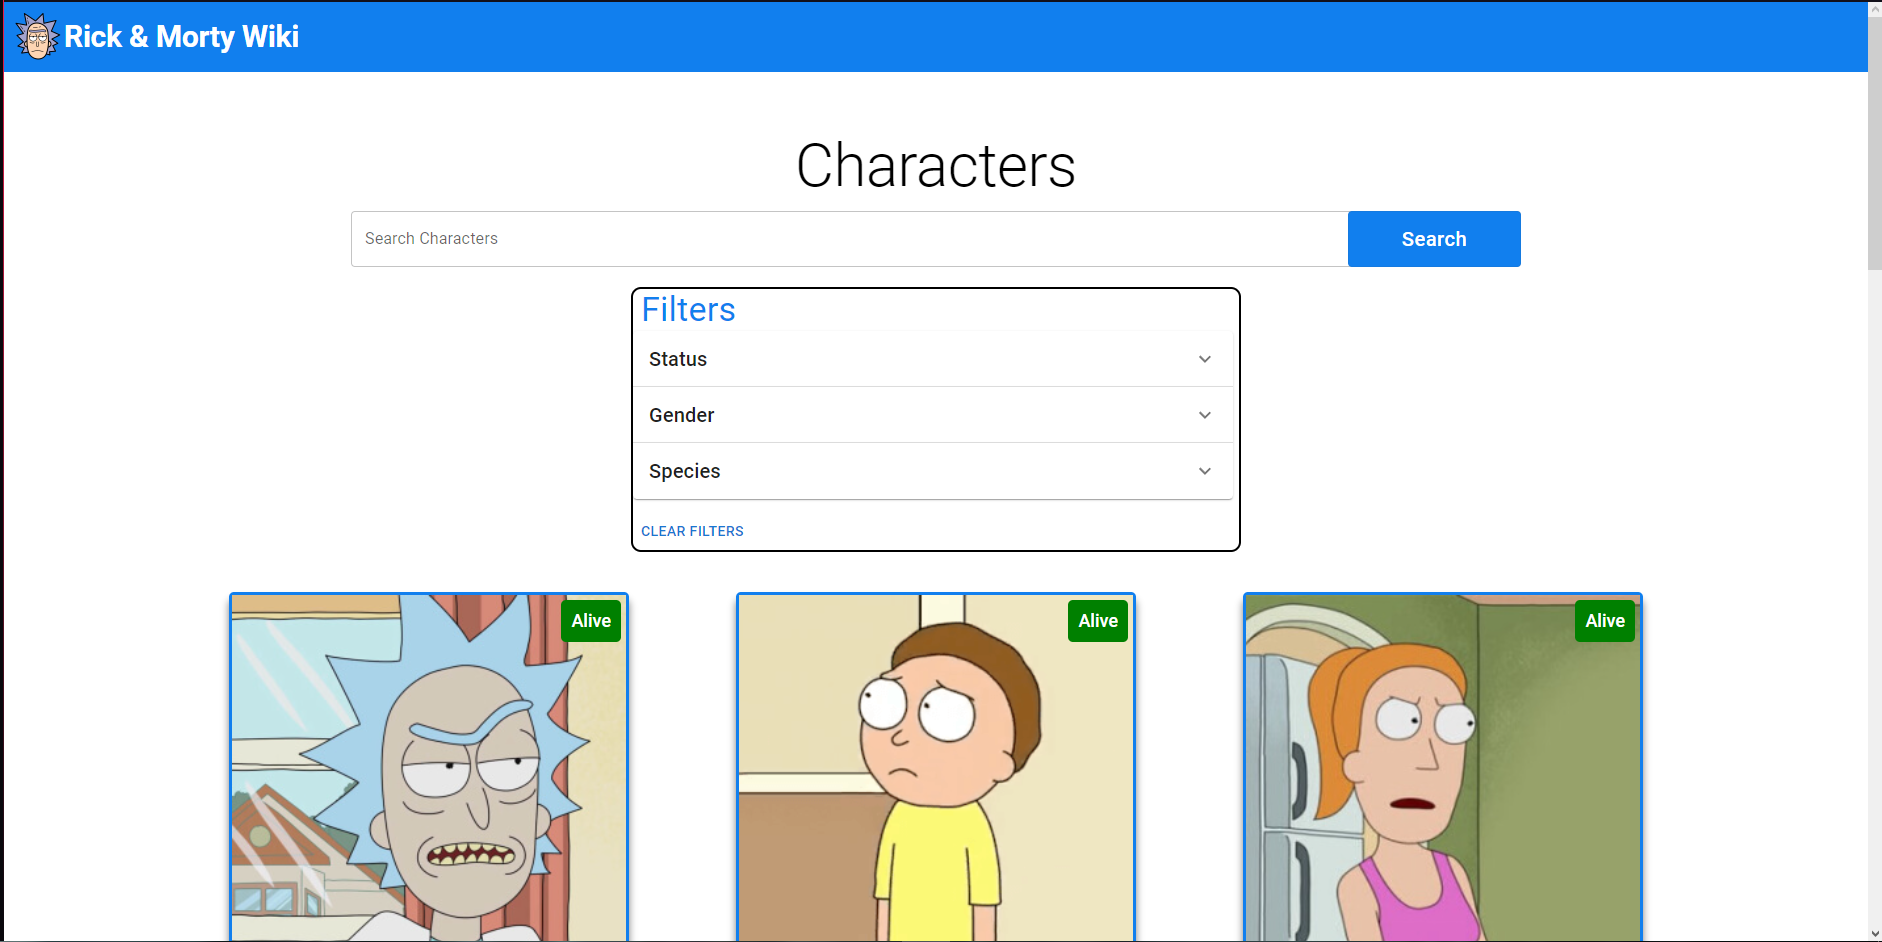 Rick & Morty Wiki
Characters
Search Characters
Search
Filters
Status
Gender
Species
CLEAR FILTERS
Alive
Alive
Alive